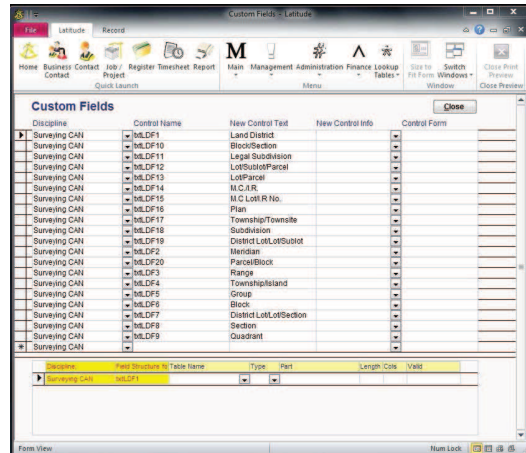 Custom Fields - Latitude
File Latitude Record
Home Business Contact Contact Job / Project Register Timesheet Report Main Management Administration Finance Lookup Tables Size to Fit Form Switch Windows Close Print Preview
Quick Launch Menu Window Close Preview
Custom Fields
Close
Discipline Control Name New Control Text New Control Info Control Form
Surveying CAN txtLDF1 Land District
Surveying CAN txtLDF10 Block/Section
Surveying CAN txtLDF11 Legal Subdivision
Surveying CAN txtLDF12 Lot/Sublot/Parcel
Surveying CAN txtLDF13 Lot/Parcel
Surveying CAN txtLDF14 M.C./I.R.
Surveying CAN txtLDF15 M.C Lot/I.R No.
Surveying CAN txtLDF16 Plan
Surveying CAN txtLDF17 Township/Townsite
Surveying CAN txtLDF18 Subdivision
Surveying CAN txtLDF19 District Lot/Lot/Sublot
Surveying CAN txtLDF2 Meridian
Surveying CAN txtLDF20 Parcel/Block
Surveying CAN txtLDF3 Range
Surveying CAN txtLDF4 Township/Island
Surveying CAN txtLDF5 Group
Surveying CAN txtLDF6 Block
Surveying CAN txtLDF7 District Lot/Lot/Section
Surveying CAN txtLDF8 Section
Surveying CAN txtLDF9 Quadrant
Surveying CAN
Discipline: Field Structure Table Name Type Part Length Cols Valid
Surveying CAN txtLDF1
Form View Num Lock